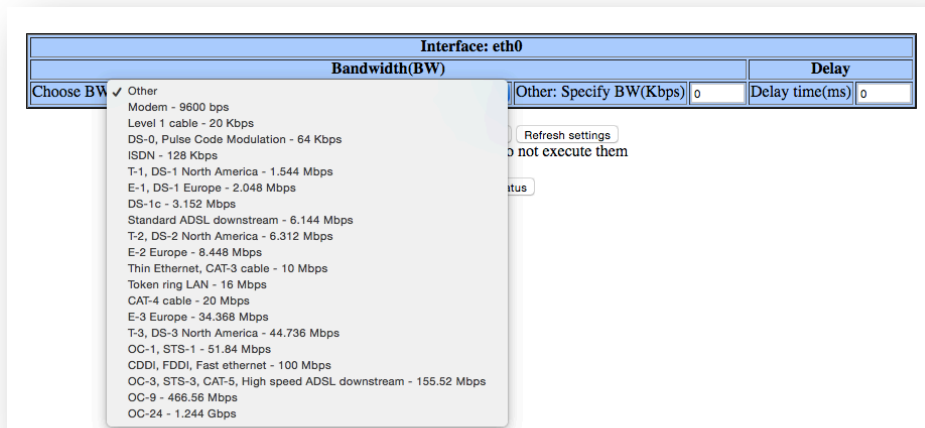 Interface: eth0
Bandwidth(BW) Delay
Choose BW Other: Specify BW(Kbps) 0 Delay time(ms) 0
✓ Other
Modem - 9600 bps
Level 1 cable - 20 Kbps
DS-0, Pulse Code Modulation - 64 Kbps
ISDN - 128 Kbps
T-1, DS-1 North America - 1.544 Mbps
E-1, DS-1 Europe - 2.048 Mbps
DS-1c - 3.152 Mbps
Standard ADSL downstream - 6.144 Mbps
T-2, DS-2 North America - 6.312 Mbps
E-2 Europe - 8.448 Mbps
Thin Ethernet, CAT-3 cable - 10 Mbps
Token ring LAN - 16 Mbps
CAT-4 cable - 20 Mbps
E-3 Europe - 34.368 Mbps
T-3, DS-3 North America - 44.736 Mbps
OC-1, STS-1 - 51.84 Mbps
CDDI, FDDI, Fast ethernet - 100 Mbps
OC-3, STS-3, CAT-5, High speed ADSL downstream - 155.52 Mbps
OC-9 - 466.56 Mbps
OC-24 - 1.244 Gbps
Refresh settings
not execute them